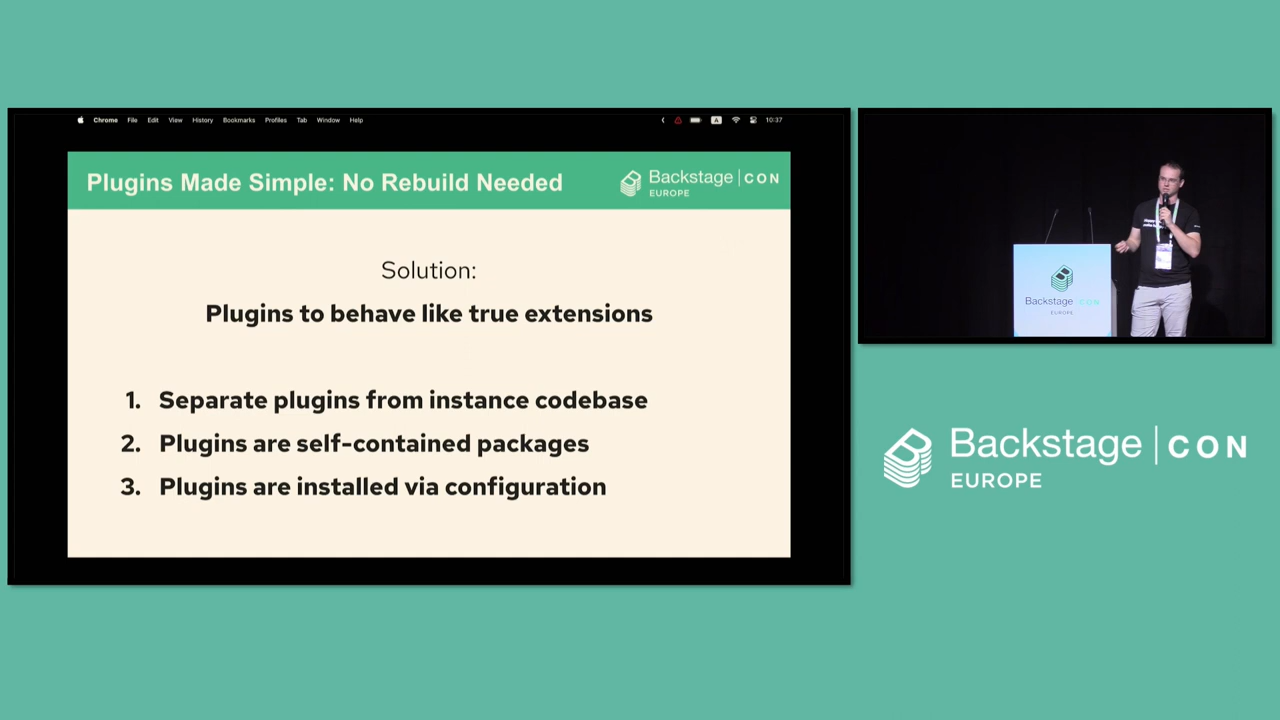 Chrome File Edit View History Bookmarks Profiles Tab Window Help A 10:37
Plugins Made Simple: No Rebuild Needed
Backstage CON
EUROPE
Solution:
Plugins to behave like true extensions
1. Separate plugins from instance codebase
2. Plugins are self-contained packages
3. Plugins are installed via configuration
Backstage CON
EUROPE
Backstage CON
EUROPE